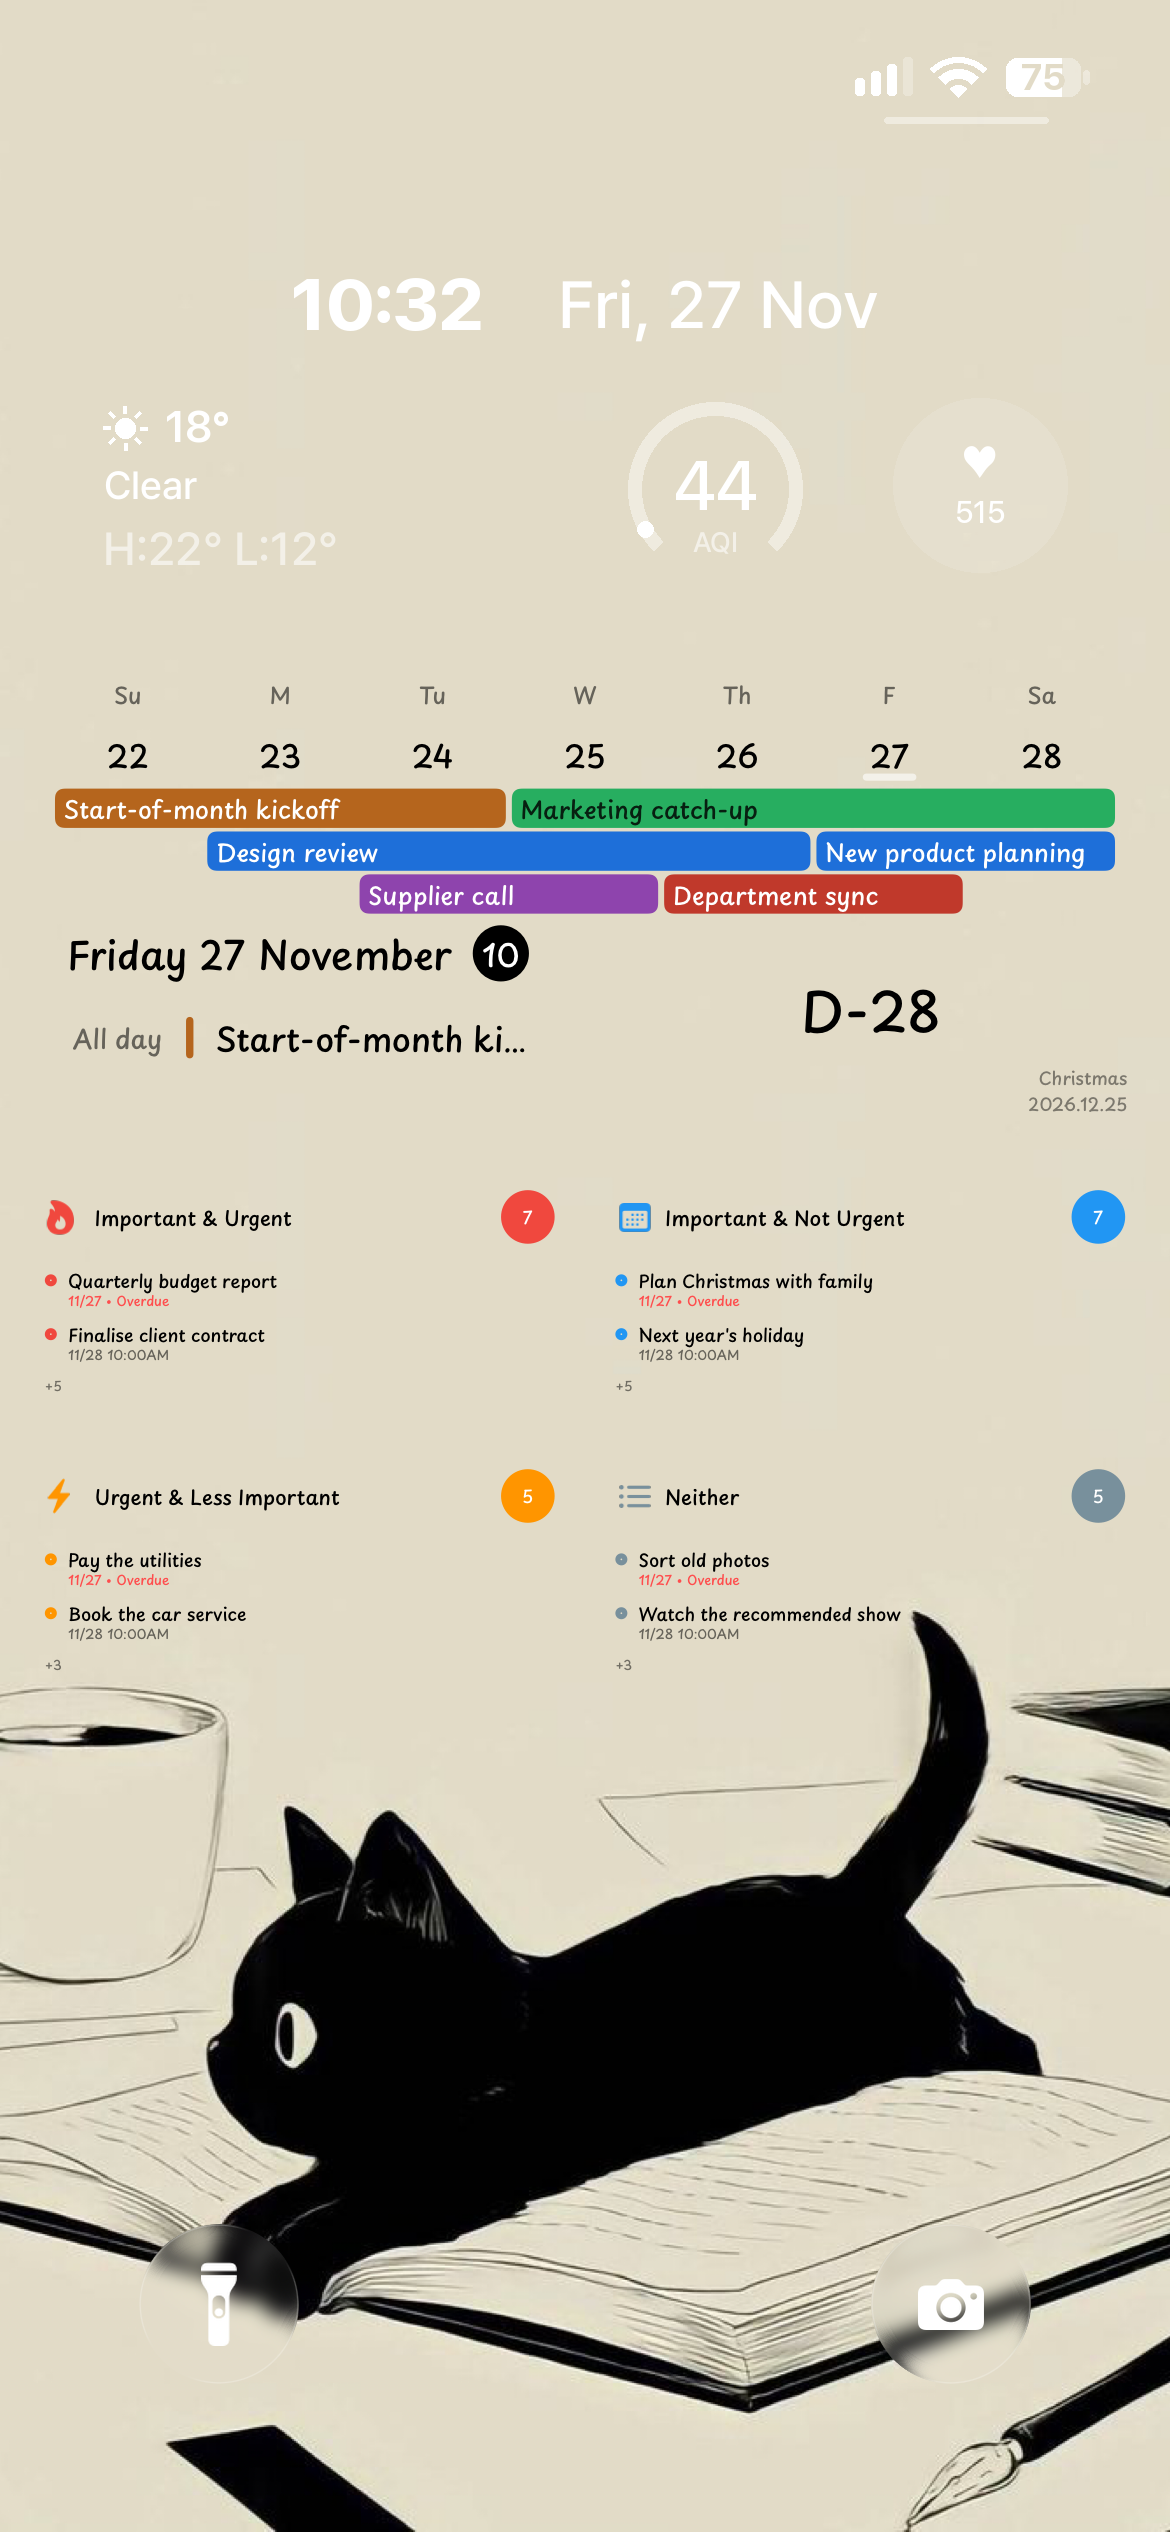 75
10:32 Fri, 27 Nov
18°
Clear
H:22° L:12°
44
AQI
515
Su M Tu W Th F Sa
22 23 24 25 26 27 28
Start-of-month kickoff
Marketing catch-up
Design review
New product planning
Supplier call
Department sync
Friday 27 November 10
All day Start-of-month ki...
D-28
Christmas
2026.12.25
Important & Urgent 7
Quarterly budget report
11/27 • Overdue
Finalise client contract
11/28 10:00AM
+5
Important & Not Urgent 7
Plan Christmas with family
11/27 • Overdue
Next year's holiday
11/28 10:00AM
+5
Urgent & Less Important 5
Pay the utilities
11/27 • Overdue
Book the car service
11/28 10:00AM
+3
Neither 5
Sort old photos
11/27 • Overdue
Watch the recommended show
11/28 10:00AM
+3